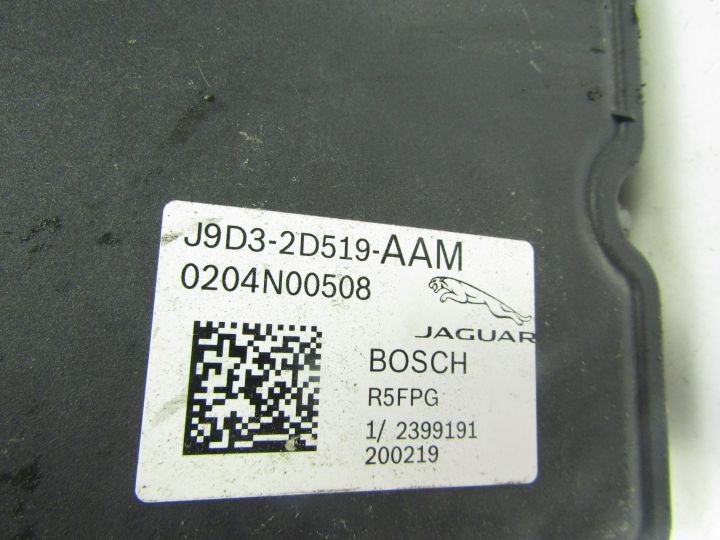 J9D3-2D519-AAM
0204N00508
JAGUAR
BOSCH
R5FPG
1/ 2399191
200219